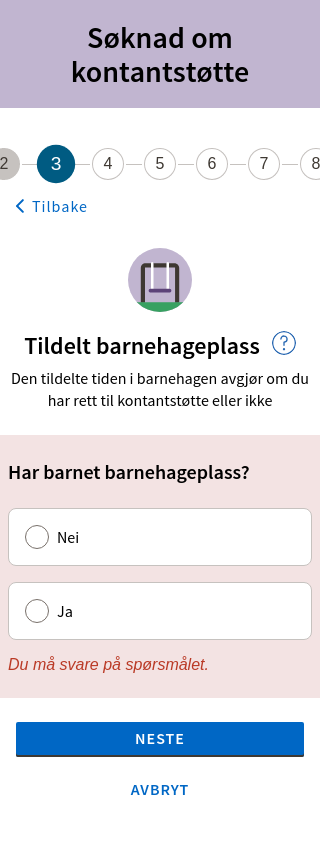 Søknad om
kontantstøtte
2 3 4 5 6 7 8
Tilbake
Tildelt barnehageplass ?
Den tildelte tiden i barnehagen avgjør om du
har rett til kontantstøtte eller ikke
Har barnet barnehageplass?
Nei
Ja
Du må svare på spørsmålet.
NESTE
AVBRYT